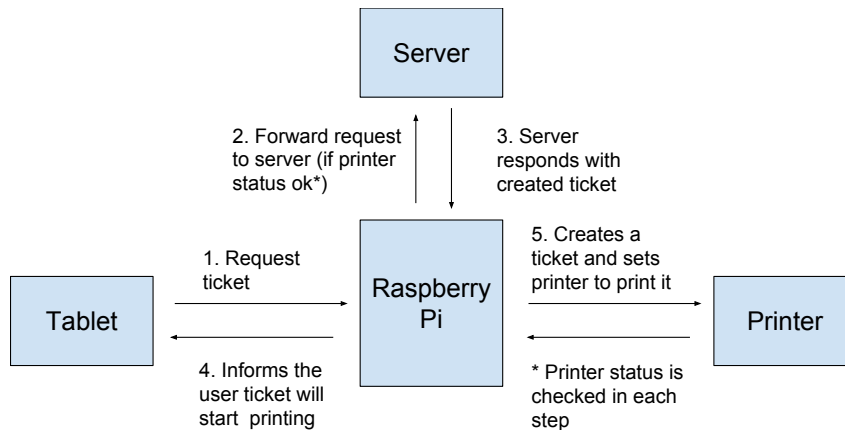 Server
2. Forward request
to server (if printer
status ok*)
3. Server
responds with
created ticket
1. Request
ticket
5. Creates a
ticket and sets
printer to print it
Tablet
Raspberry
Pi
Printer
4. Informs the
user ticket will
start printing
* Printer status is
checked in each
step